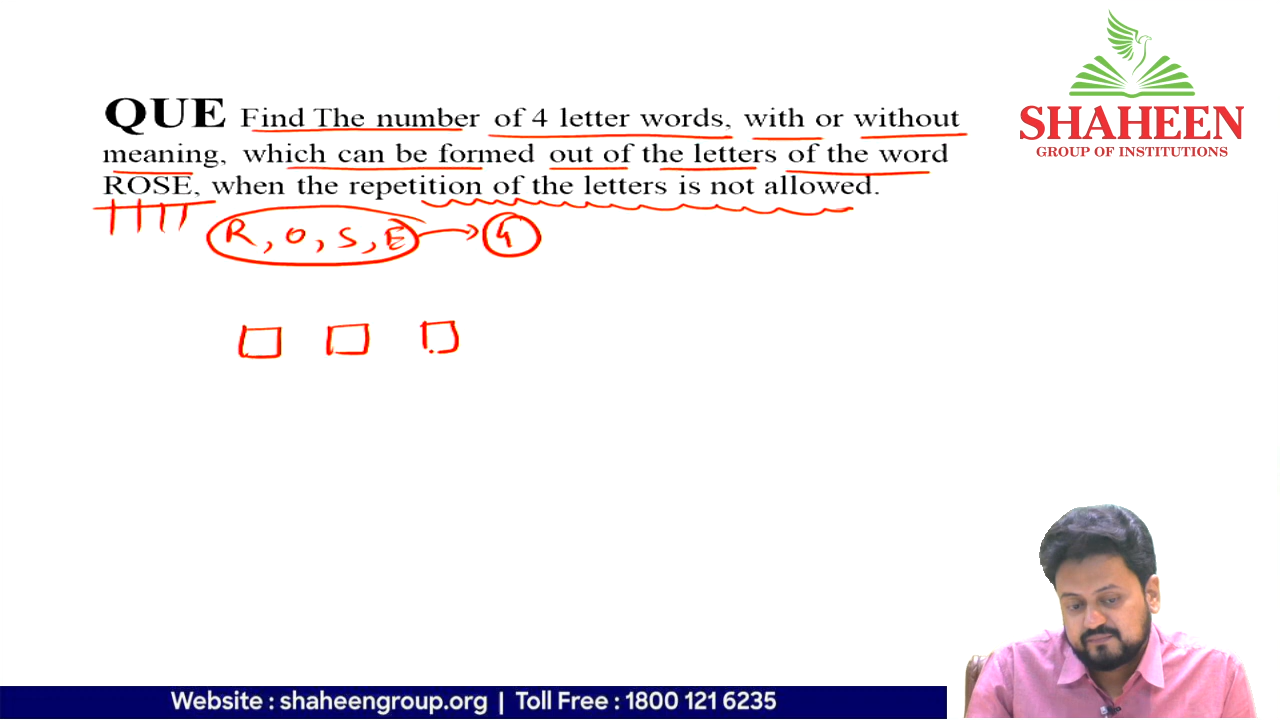 QUE Find The number of 4 letter words, with or without
meaning, which can be formed out of the letters of the word
ROSE, when the repetition of the letters is not allowed.
R, O, S, E → 4
SHAHEEN
GROUP OF INSTITUTIONS
Website : shaheengroup.org | Toll Free : 1800 121 6235